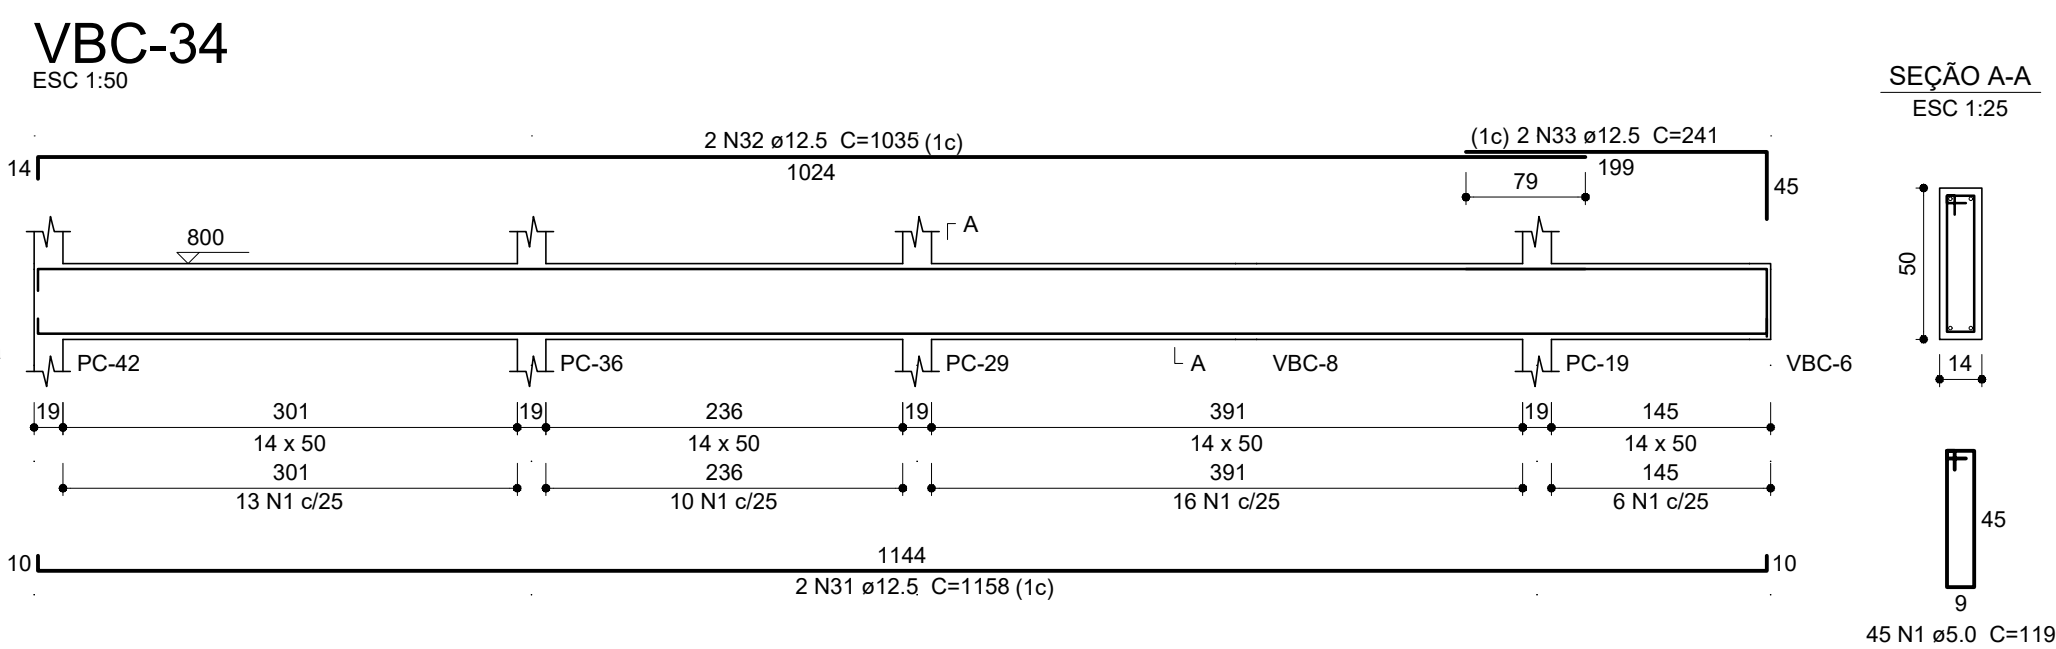 VBC-34
ESC 1:50
SEÇÃO A-A
ESC 1:25
2 N32 ø12.5 C=1035 (1c)
(1c) 2 N33 ø12.5 C=241
14
1024
199
79
45
A
800
50
PC-42
PC-36
PC-29
A
VBC-8
PC-19
VBC-6
14
19
301
19
236
19
391
19
145
14 x 50
14 x 50
14 x 50
14 x 50
301
236
391
145
13 N1 c/25
10 N1 c/25
16 N1 c/25
6 N1 c/25
45
10
1144
10
2 N31 ø12.5 C=1158 (1c)
9
45 N1 ø5.0 C=119